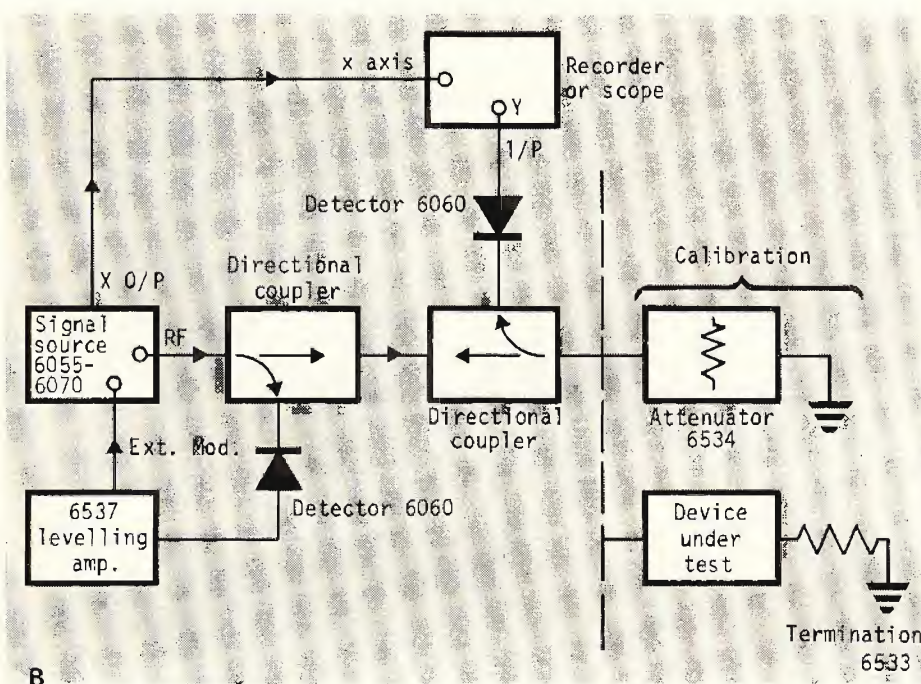 x axis
Recorder
or scope
Y
1/P
Detector 6060
X O/P
Directional
coupler
Calibration
Signal
source
6055-
6070
RF
Directional
coupler
Attenuator
6534
Ext. Mod.
Detector 6060
6537
levelling
amp.
Device
under
test
Termination
6533
B